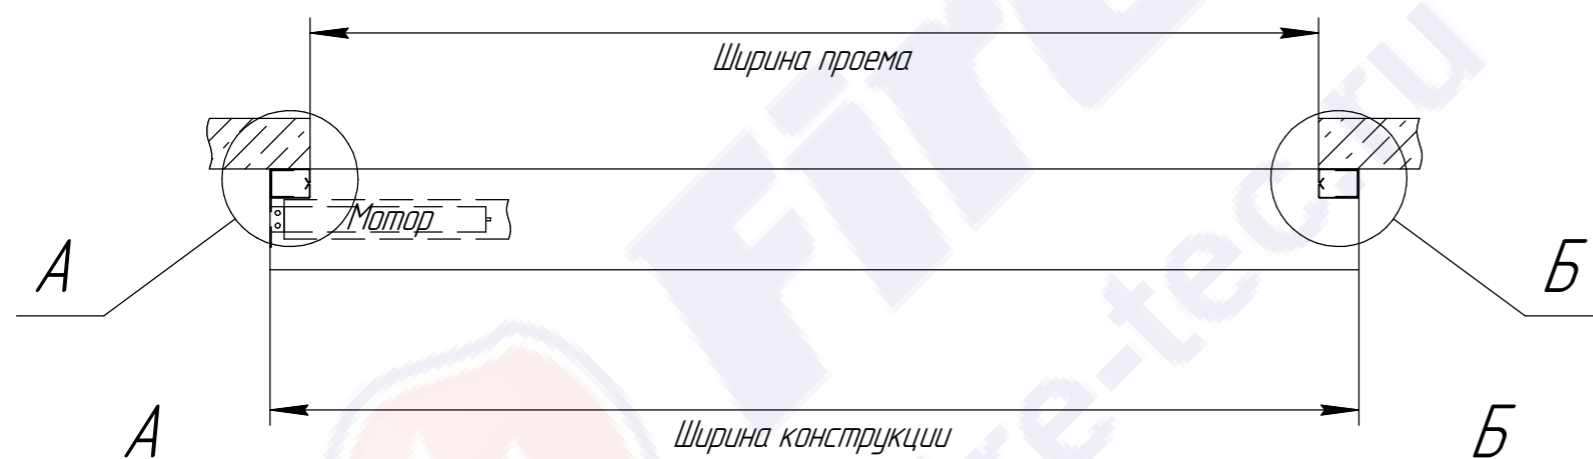 Ширина проема
Мотор
А
Б
Ширина конструкции
А
Б